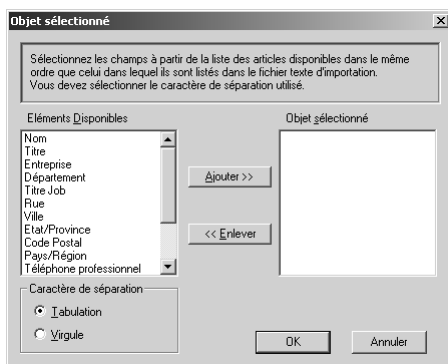 Objet sélectionné
Sélectionnez les champs à partir de la liste des articles disponibles dans le même
ordre que celui dans lequel ils sont listés dans le fichier texte d'importation.
Vous devez sélectionner le caractère de séparation utilisé.
Eléments Disponibles
Nom
Titre
Entreprise
Département
Titre Job
Rue
Ville
Etat/Province
Code Postal
Pays/Région
Téléphone professionnel
Ajouter >>
<< Enlever
Objet sélectionné
Caractère de séparation
Tabulation
Virgule
OK
Annuler